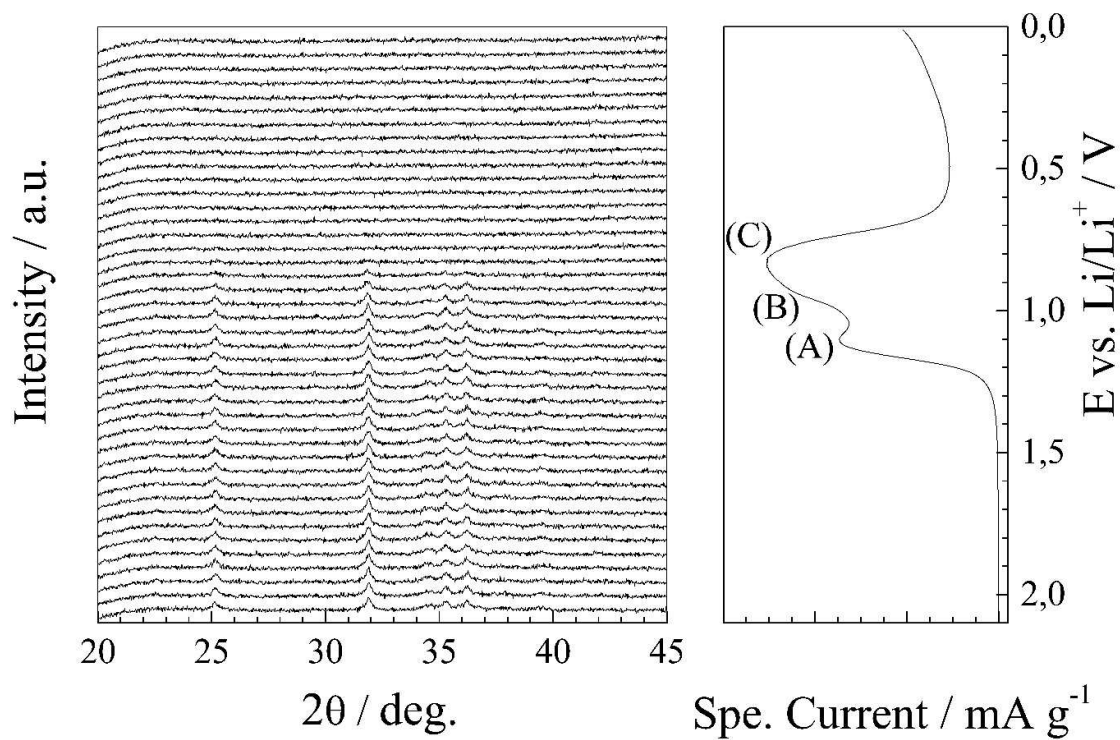 Intensity / a.u.
20 25 30 35 40 45
2θ / deg.
(C)
(B)
(A)
0,0
0,5
1,0
1,5
2,0
E vs. Li/Li⁺ / V
Spe. Current / mA g⁻¹